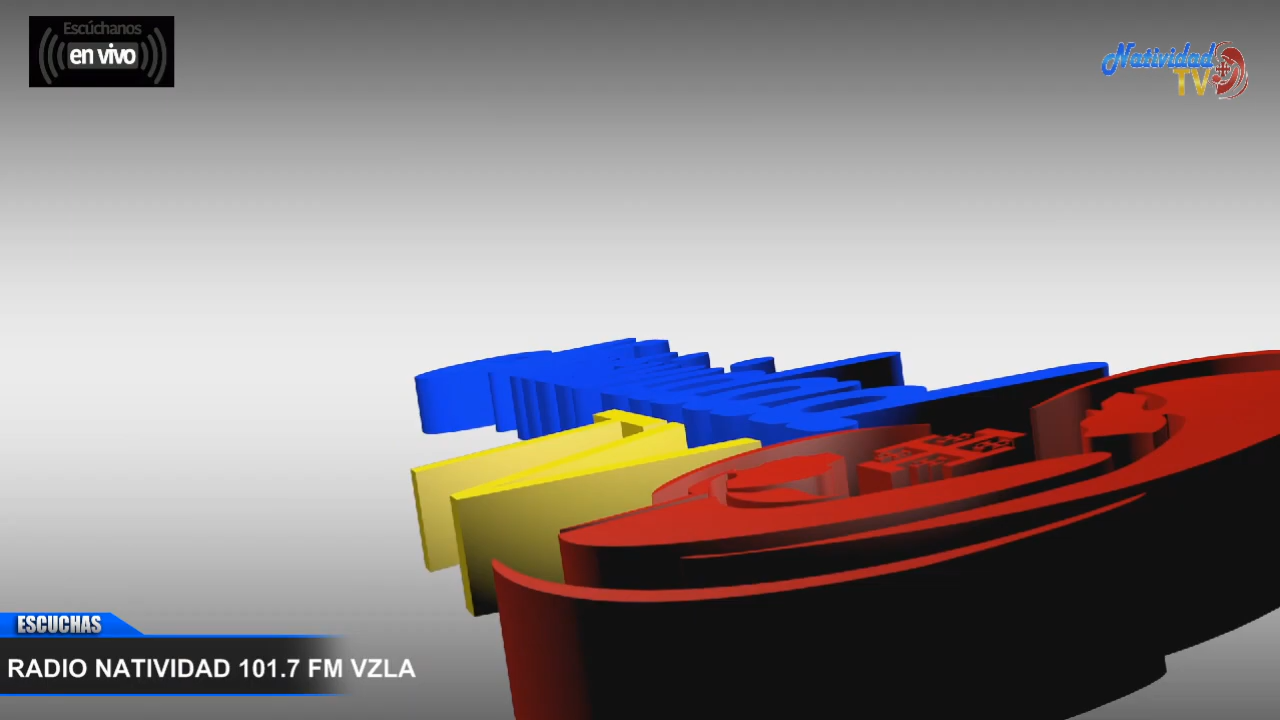 Escúchanos
en vivo
Natividad
TV
ESCUCHAS
RADIO NATIVIDAD 101.7 FM VZLA